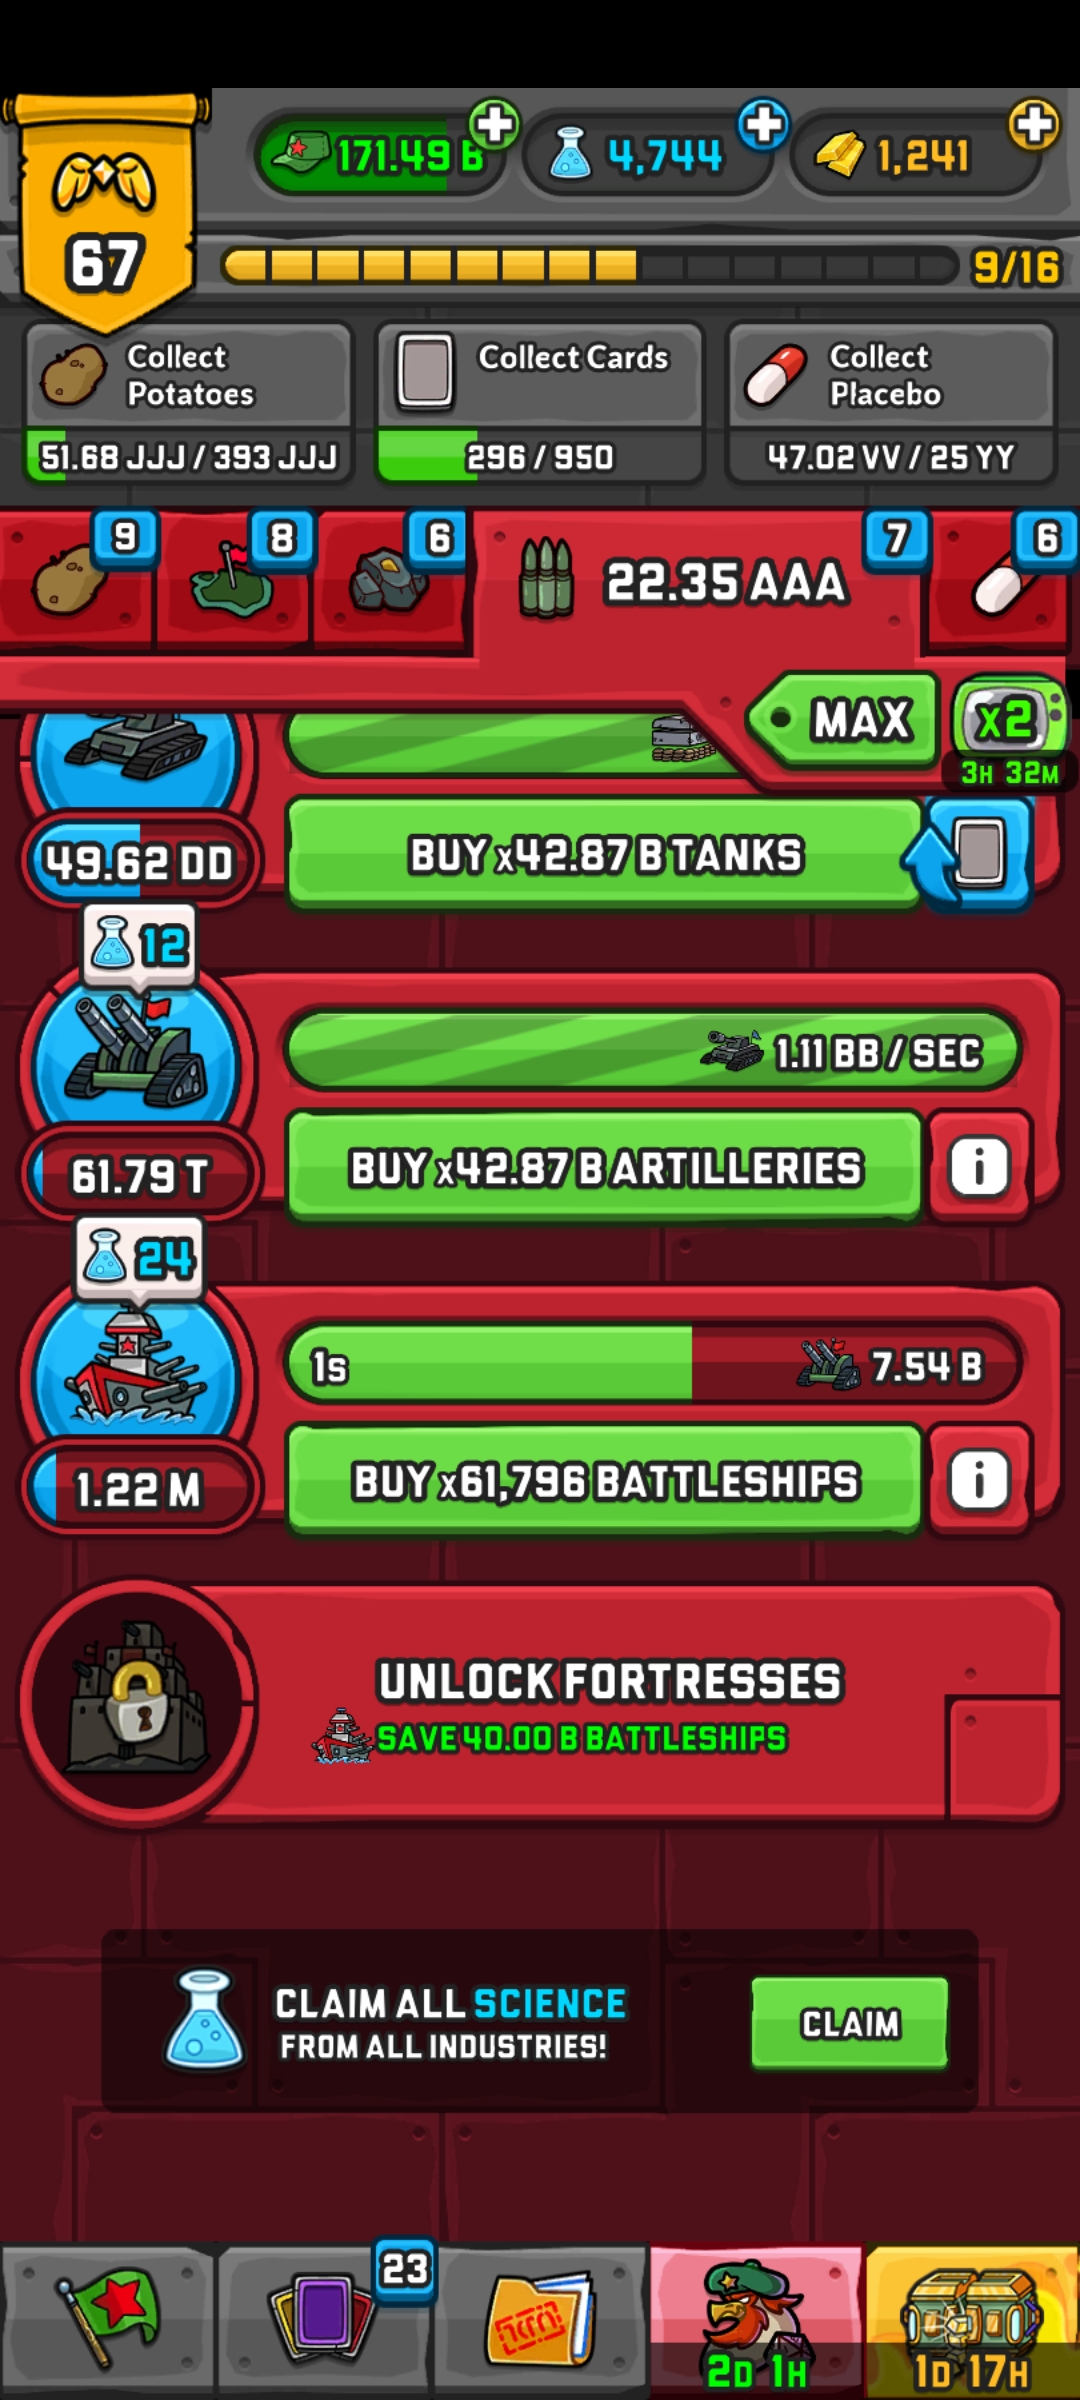 67
171.49 B
4,744
1,241
9/16
Collect
Potatoes
51.68 JJJ / 393 JJJ
Collect Cards
296 / 950
Collect
Placebo
47.02 VV / 25 YY
9
8
6
22.35 AAA
7
6
MAX
x2
3H 32M
49.62 DD
BUY x42.87 B TANKS
12
1.11 BB / SEC
61.79 T
BUY x42.87 B ARTILLERIES
24
1s
7.54 B
1.22 M
BUY x61,796 BATTLESHIPS
UNLOCK FORTRESSES
SAVE 40.00 B BATTLESHIPS
CLAIM ALL SCIENCE
FROM ALL INDUSTRIES!
CLAIM
23
2D 1H
1D 17H